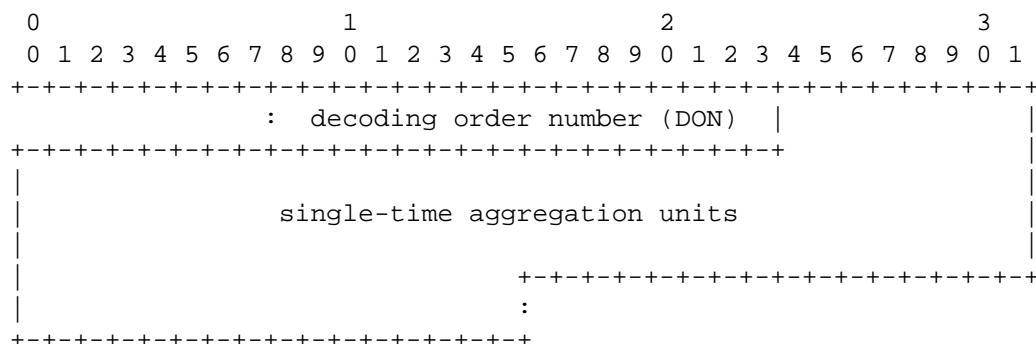 0                   1                   2                   3
 0 1 2 3 4 5 6 7 8 9 0 1 2 3 4 5 6 7 8 9 0 1 2 3 4 5 6 7 8 9 0 1
+-+-+-+-+-+-+-+-+-+-+-+-+-+-+-+-+-+-+-+-+-+-+-+-+-+-+-+-+-+-+-+-+
                :  decoding order number (DON)  |               |
+-+-+-+-+-+-+-+-+-+-+-+-+-+-+-+-+-+-+-+-+-+-+-+-+               |
|                                                               |
|                single-time aggregation units                  |
|                                                               |
|                               +-+-+-+-+-+-+-+-+-+-+-+-+-+-+-+-+
|                               :
+-+-+-+-+-+-+-+-+-+-+-+-+-+-+-+-+